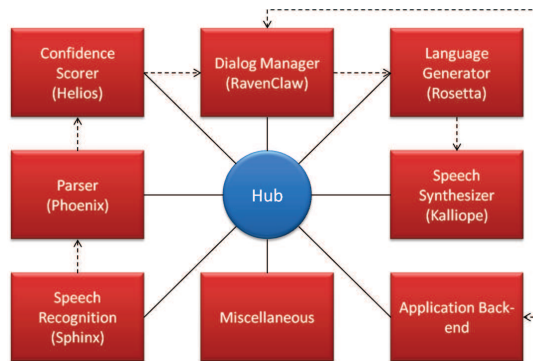 Confidence
Scorer
(Helios)
Dialog Manager
(RavenClaw)
Language
Generator
(Rosetta)
Parser
(Phoenix)
Hub
Speech
Synthesizer
(Kalliope)
Speech
Recognition
(Sphinx)
Miscellaneous
Application Back-
end